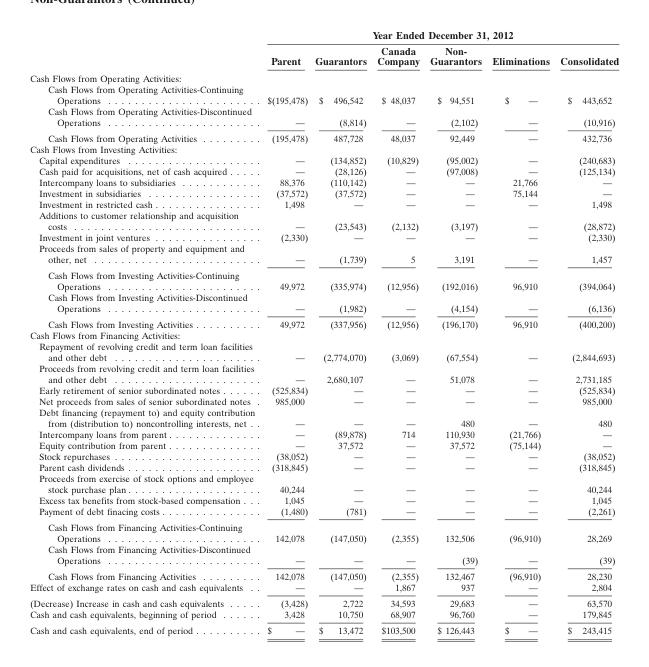 Non-Guarantors (Continued)
Year Ended December 31, 2012
Parent Guarantors Canada Company Non-Guarantors Eliminations Consolidated
Cash Flows from Operating Activities:
Cash Flows from Operating Activities-Continuing
Operations . . . $(195,478) $ 496,542 $ 48,037 $ 94,551 $ — $ 443,652
Cash Flows from Operating Activities-Discontinued
Operations . . . — (8,814) — (2,102) — (10,916)
Cash Flows from Operating Activities . . . (195,478) 487,728 48,037 92,449 — 432,736
Cash Flows from Investing Activities:
Capital expenditures . . . — (134,852) (10,829) (95,002) — (240,683)
Cash paid for acquisitions, net of cash acquired . . . — (28,126) — (97,008) — (125,134)
Intercompany loans to subsidiaries . . . 88,376 (110,142) — — 21,766 —
Investment in subsidiaries . . . (37,572) (37,572) — — 75,144 —
Investment in restricted cash . . . 1,498 — — — — 1,498
Additions to customer relationship and acquisition
costs . . . — (23,543) (2,132) (3,197) — (28,872)
Investment in joint ventures . . . (2,330) — — — — (2,330)
Proceeds from sales of property and equipment and
other, net . . . — (1,739) 5 3,191 — 1,457
Cash Flows from Investing Activities-Continuing
Operations . . . 49,972 (335,974) (12,956) (192,016) 96,910 (394,064)
Cash Flows from Investing Activities-Discontinued
Operations . . . — (1,982) — (4,154) — (6,136)
Cash Flows from Investing Activities . . . 49,972 (337,956) (12,956) (196,170) 96,910 (400,200)
Cash Flows from Financing Activities:
Repayment of revolving credit and term loan facilities
and other debt . . . — (2,774,070) (3,069) (67,554) — (2,844,693)
Proceeds from revolving credit and term loan facilities
and other debt . . . — 2,680,107 — 51,078 — 2,731,185
Early retirement of senior subordinated notes . . . (525,834) — — — — (525,834)
Net proceeds from sales of senior subordinated notes . 985,000 — — — — 985,000
Debt financing (repayment to) and equity contribution
from (distribution to) noncontrolling interests, net . . — — — 480 — 480
Intercompany loans from parent . . . — (89,878) 714 110,930 (21,766) —
Equity contribution from parent . . . — 37,572 — 37,572 (75,144) —
Stock repurchases . . . (38,052) — — — — (38,052)
Parent cash dividends . . . (318,845) — — — — (318,845)
Proceeds from exercise of stock options and employee
stock purchase plan . . . 40,244 — — — — 40,244
Excess tax benefits from stock-based compensation . . . 1,045 — — — — 1,045
Payment of debt finacing costs . . . (1,480) (781) — — — (2,261)
Cash Flows from Financing Activities-Continuing
Operations . . . 142,078 (147,050) (2,355) 132,506 (96,910) 28,269
Cash Flows from Financing Activities-Discontinued
Operations . . . — — — (39) — (39)
Cash Flows from Financing Activities . . . 142,078 (147,050) (2,355) 132,467 (96,910) 28,230
Effect of exchange rates on cash and cash equivalents . . — — 1,867 937 — 2,804
(Decrease) Increase in cash and cash equivalents . . . (3,428) 2,722 34,593 29,683 — 63,570
Cash and cash equivalents, beginning of period . . . 3,428 10,750 68,907 96,760 — 179,845
Cash and cash equivalents, end of period . . . $ — $ 13,472 $103,500 $ 126,443 $ — $ 243,415